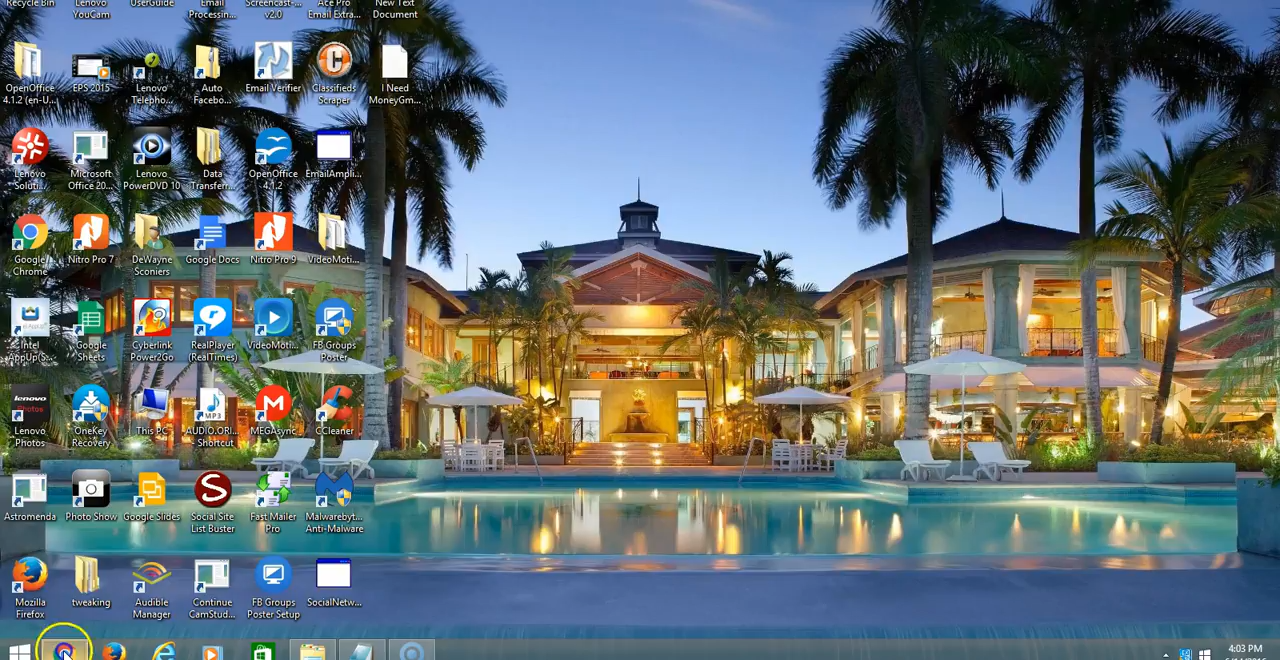 Recycle Bin
Lenovo
YouCam
UserGuide
Email
Processin...
Screencast-...
v2.0
Ace Pro
Email Extra...
New Text
Document
OpenOffice
4.1.2 (en-U...
EPS 2015
Lenovo
Telepho...
Auto
Facebo...
Email Verifier
Classifieds
Scraper
I Need
MoneyGm...
Lenovo
Soluti...
Microsoft
Office 20...
Lenovo
PowerDVD 10
Data
Transferr...
OpenOffice
4.1.2
EmailAmpli...
Google
Chrome
Nitro Pro 7
DeWayne
Sconiers
Google Docs
Nitro Pro 9
VideoMoti...
Intel
AppUp(S...
Google
Sheets
Cyberlink
Power2Go
RealPlayer
(RealTimes)
VideoMoti...
FB Groups
Poster
lenovo
Photos
Lenovo
Photos
OneKey
Recovery
This PC
MP3
AUDIO.ORI...
- Shortcut
MEGAsync
CCleaner
Astromenda
Photo Show
Google Slides
Social Site
List Buster
Fast Mailer
Pro
Malwarebyt...
Anti-Malware
Mozilla
Firefox
tweaking
Audible
Manager
Continue
CamStud...
FB Groups
Poster Setup
SocialNetw...
4:03 PM